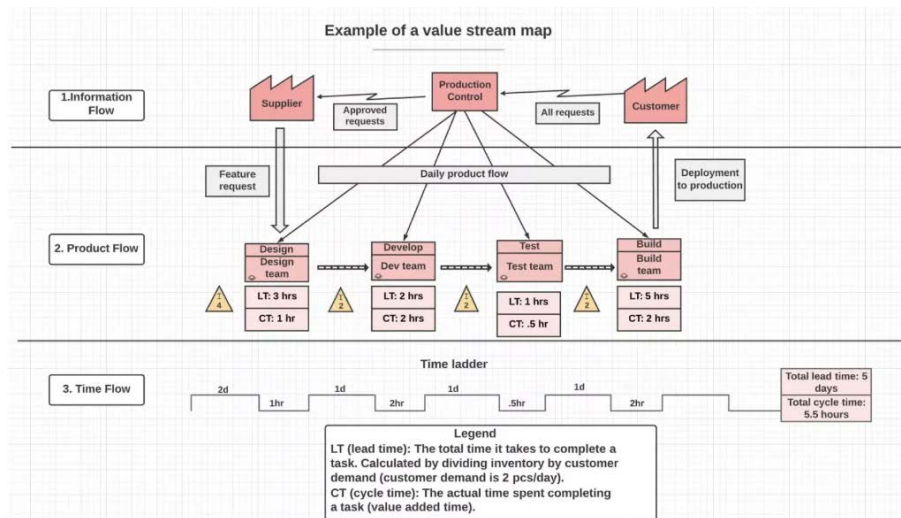 Example of a value stream map
1.Information
Flow
Supplier
Approved
requests
Production
Control
All requests
Customer
Feature
request
Daily product flow
Deployment
to production
2. Product Flow
Design
Design
team
LT: 3 hrs
CT: 1 hr
Develop
Dev team
LT: 2 hrs
CT: 2 hrs
Test
Test team
LT: 1 hrs
CT: .5 hr
Build
Build
team
LT: 5 hrs
CT: 2 hrs
I
4
I
2
I
2
I
2
Time ladder
3. Time Flow
2d
1hr
1d
2hr
1d
.5hr
1d
2hr
Total lead time: 5
days
Total cycle time:
5.5 hours
Legend
LT (lead time): The total time it takes to complete a
task. Calculated by dividing inventory by customer
demand (customer demand is 2 pcs/day).
CT (cycle time): The actual time spent completing
a task (value added time).